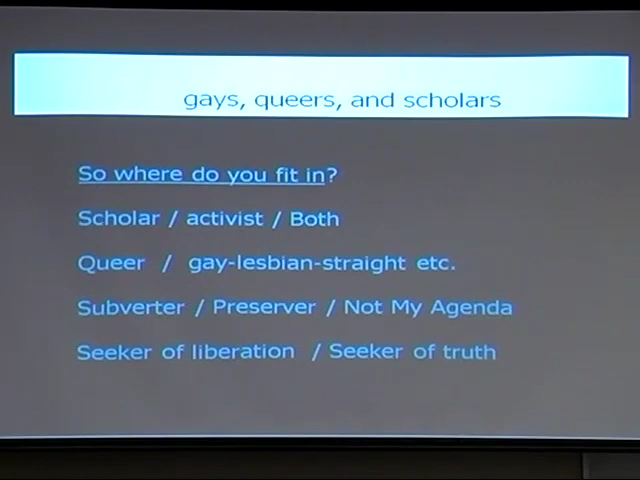 gays, queers, and scholars
So where do you fit in?
Scholar / activist / Both
Queer / gay-lesbian-straight etc.
Subverter / Preserver / Not My Agenda
Seeker of liberation / Seeker of truth